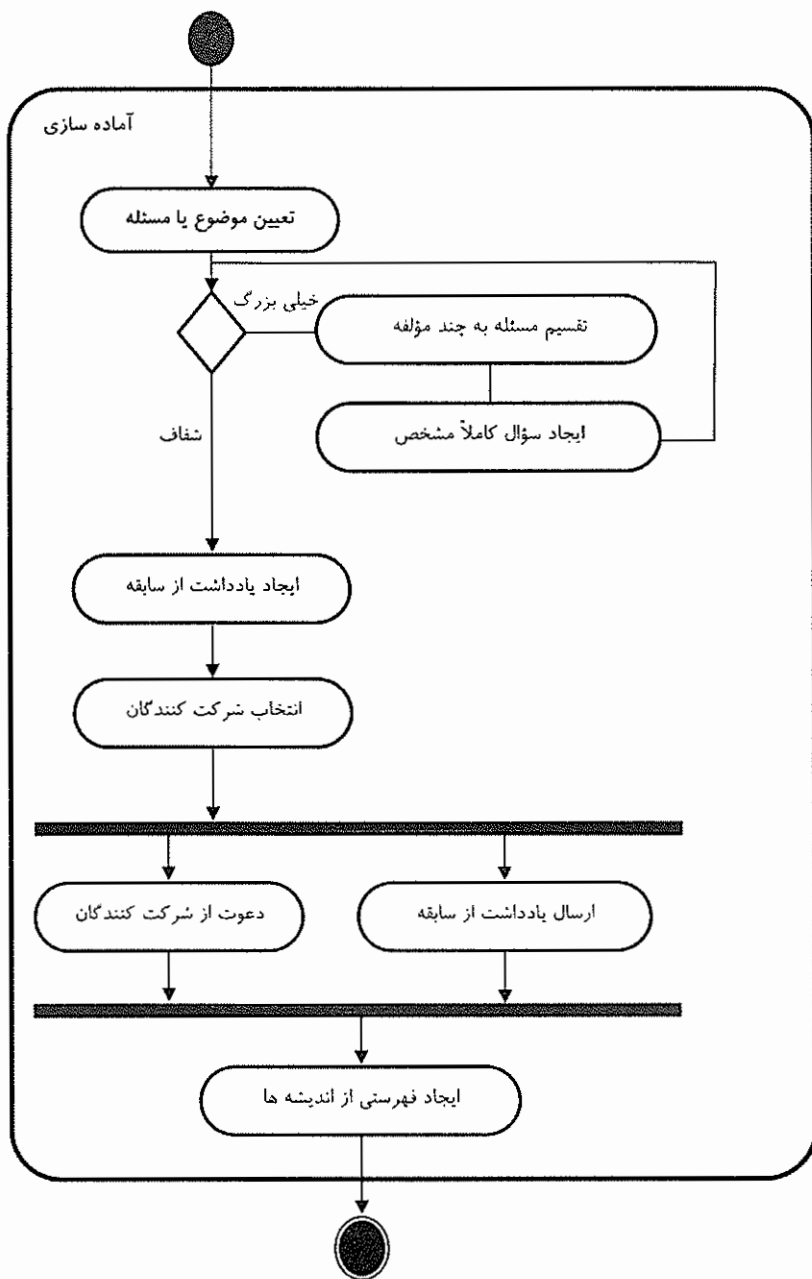 آماده سازی
تعیین موضوع یا مسئله
خیلی بزرگ
تقسیم مسئله به چند مؤلفه
شفاف
ایجاد سؤال کاملاً مشخص
ایجاد یادداشت از سابقه
انتخاب شرکت کنندگان
ارسال یادداشت از سابقه
دعوت از شرکت کنندگان
ایجاد فهرستی از اندیشه ها